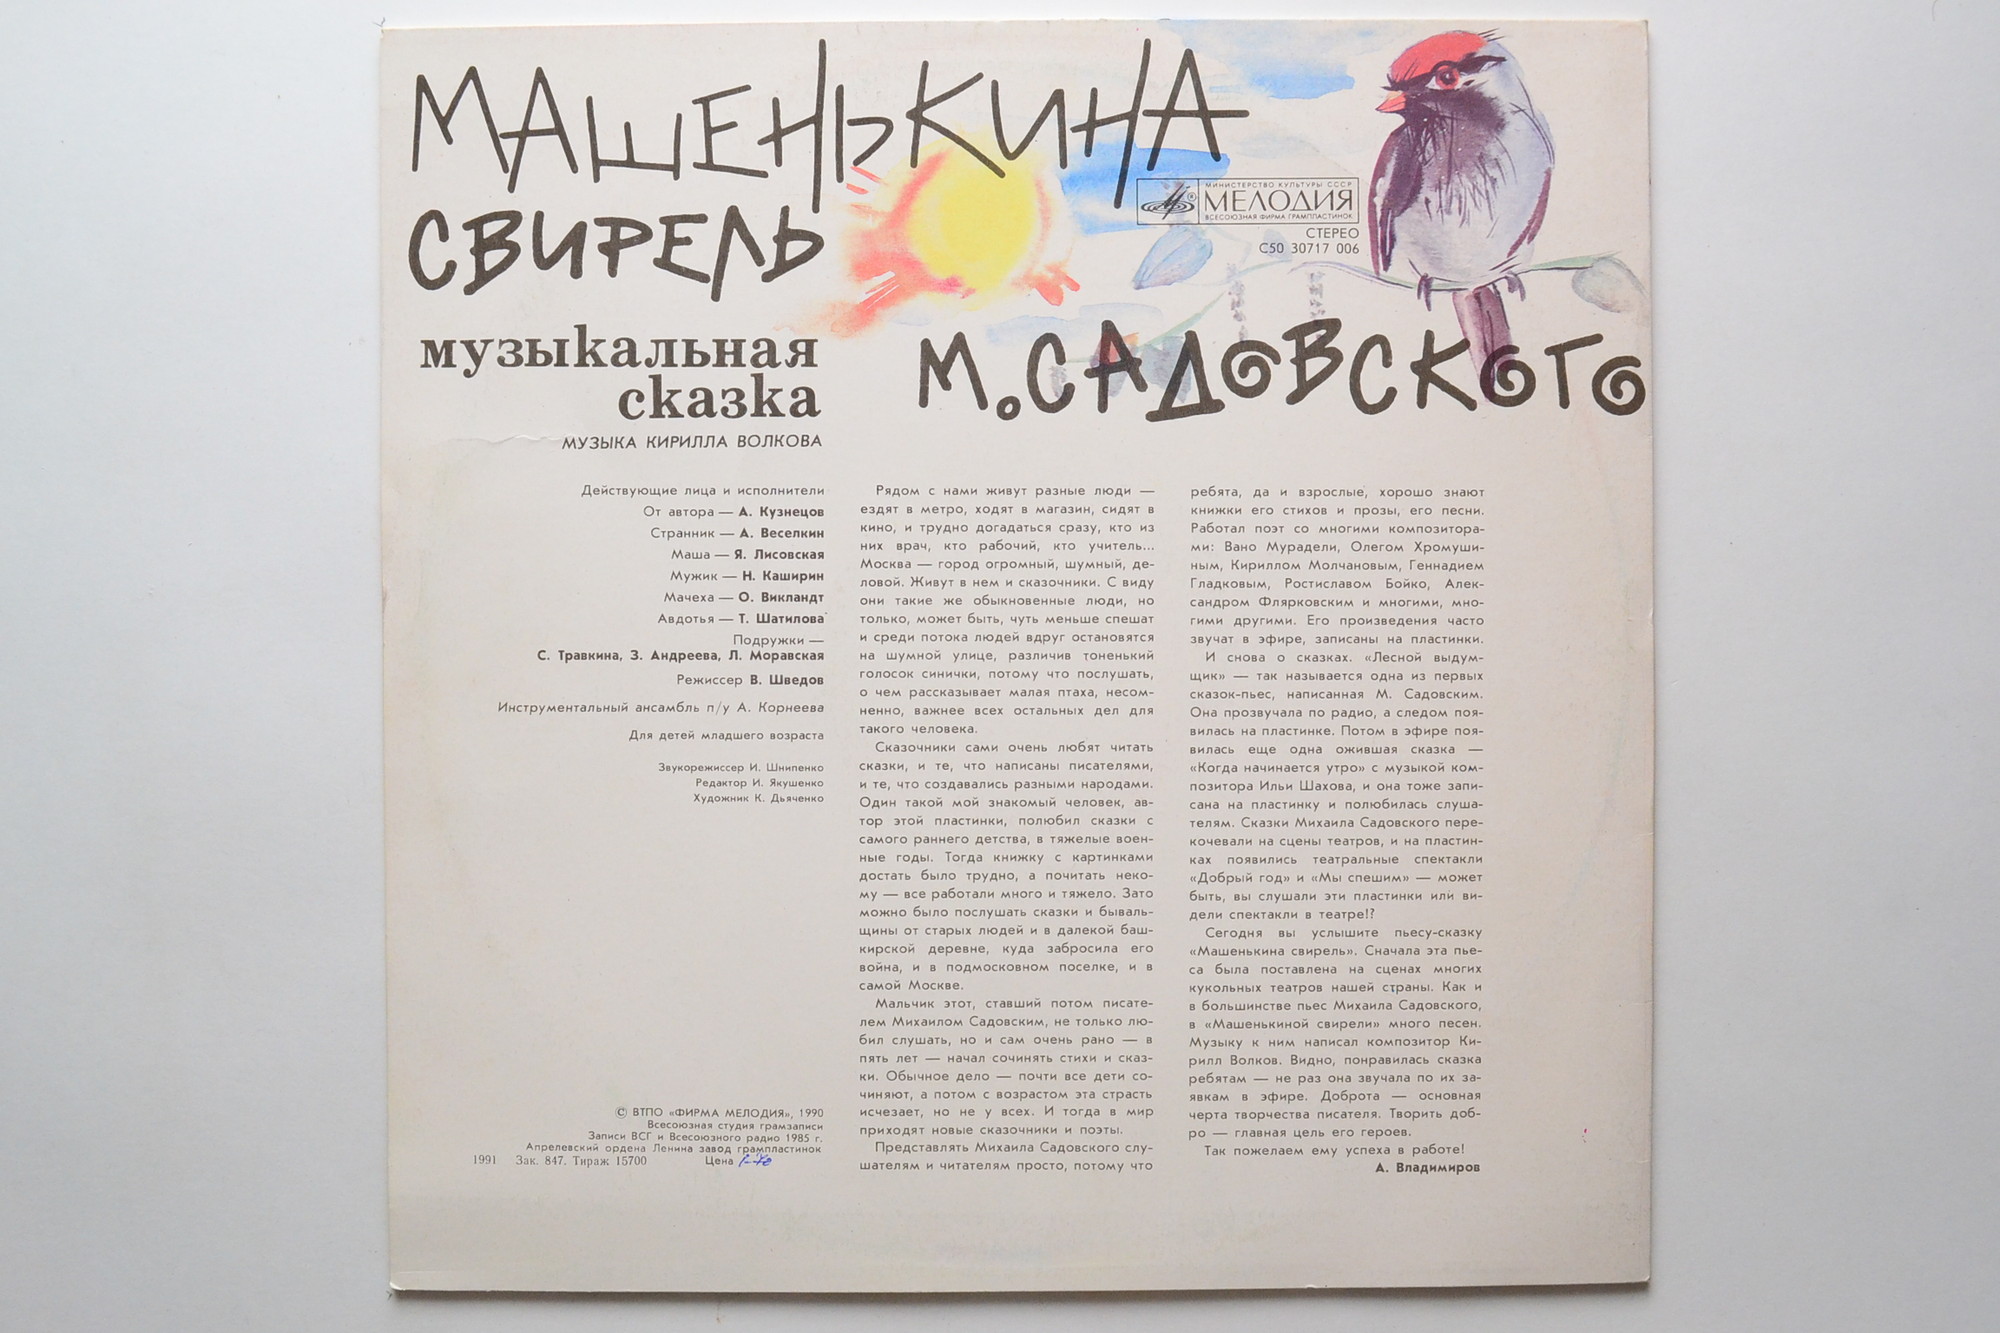 МАШЕНЬКИНА
СВИРЕЛЬ
МИНИСТЕРСТВО КУЛЬТУРЫ СССР
МЕЛОДИЯ
ВСЕСОЮЗНАЯ ФИРМА ГРАМПЛАСТИНОК
СТЕРЕО
С50 30717 006
музыкальная
сказка
М. САДОВСКОГО
МУЗЫКА КИРИЛЛА ВОЛКОВА
Действующие лица и исполнители
От автора — А. Кузнецов
Странник — А. Веселкин
Маша — Я. Лисовская
Мужик — Н. Каширин
Мачеха — О. Викландт
Авдотья — Т. Шатилова
Подружки —
С. Травкина, З. Андреева, Л. Моравская
Режиссер В. Шведов
Инструментальный ансамбль п/у А. Корнеева
Для детей младшего возраста
Звукорежиссер И. Шнипенко
Редактор И. Якушенко
Художник К. Дьяченко
© ВТПО «ФИРМА МЕЛОДИЯ», 1990
Всесоюзная студия грамзаписи
Записи ВСГ и Всесоюзного радио 1985 г.
Апрелевский ордена Ленина завод грампластинок
1991 Зак. 847. Тираж 15700 Цена
Рядом с нами живут разные люди —
ездят в метро, ходят в магазин, сидят в
кино, и трудно догадаться сразу, кто из
них врач, кто рабочий, кто учитель...
Москва — город огромный, шумный, де-
ловой. Живут в нем и сказочники. С виду
они такие же обыкновенные люди, но
только, может быть, чуть меньше спешат
и среди потока людей вдруг остановятся
на шумной улице, различив тоненький
голосок синички, потому что послушать,
о чем рассказывает малая птаха, несом-
ненно, важнее всех остальных дел для
такого человека.
Сказочники сами очень любят читать
сказки, и те, что написаны писателями,
и те, что создавались разными народами.
Один такой мой знакомый человек, ав-
тор этой пластинки, полюбил сказки с
самого раннего детства, в тяжелые воен-
ные годы. Тогда книжку с картинками
достать было трудно, а почитать неко-
му — все работали много и тяжело. Зато
можно было послушать сказки и бываль-
щины от старых людей и в далекой баш-
кирской деревне, куда забросила его
война, и в подмосковном поселке, и в
самой Москве.
Мальчик этот, ставший потом писате-
лем Михаилом Садовским, не только лю-
бил слушать, но и сам очень рано — в
пять лет — начал сочинять стихи и сказ-
ки. Обычное дело — почти все дети со-
чиняют, а потом с возрастом эта страсть
исчезает, но не у всех. И тогда в мир
приходят новые сказочники и поэты.
Представлять Михаила Садовского слу-
шателям и читателям просто, потому что
ребята, да и взрослые, хорошо знают
книжки его стихов и прозы, его песни.
Работал поэт со многими композитора-
ми: Вано Мурадели, Олегом Хромуши-
ным, Кириллом Молчановым, Геннадием
Гладковым, Ростиславом Бойко, Алек-
сандром Флярковским и многими, мно-
гими другими. Его произведения часто
звучат в эфире, записаны на пластинки.
И снова о сказках. «Лесной выдум-
щик» — так называется одна из первых
сказок-пьес, написанная М. Садовским.
Она прозвучала по радио, а следом поя-
вилась на пластинке. Потом в эфире поя-
вилась еще одна ожившая сказка —
«Когда начинается утро» с музыкой ком-
позитора Ильи Шахова, и она тоже запи-
сана на пластинку и полюбилась слуша-
телям. Сказки Михаила Садовского пере-
кочевали на сцены театров, и на пластин-
ках появились театральные спектакли
«Добрый год» и «Мы спешим» — может
быть, вы слушали эти пластинки или ви-
дели спектакли в театре!?
Сегодня вы услышите пьесу-сказку
«Машенькина свирель». Сначала эта пье-
са была поставлена на сценах многих
кукольных театров нашей страны. Как и
в большинстве пьес Михаила Садовского,
в «Машенькиной свирели» много песен.
Музыку к ним написал композитор Ки-
рилл Волков. Видно, понравилась сказка
ребятам — не раз она звучала по их за-
явкам в эфире. Доброта — основная
черта творчества писателя. Творить доб-
ро — главная цель его героев.
Так пожелаем ему успеха в работе!
А. Владимиров